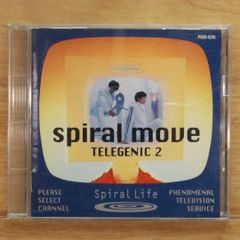 spiral move
TELEGENIC 2
PLEASE
SELECT
CHANNEL
Spiral Life
PHENOMENAL
TELEVISION
SERVICE